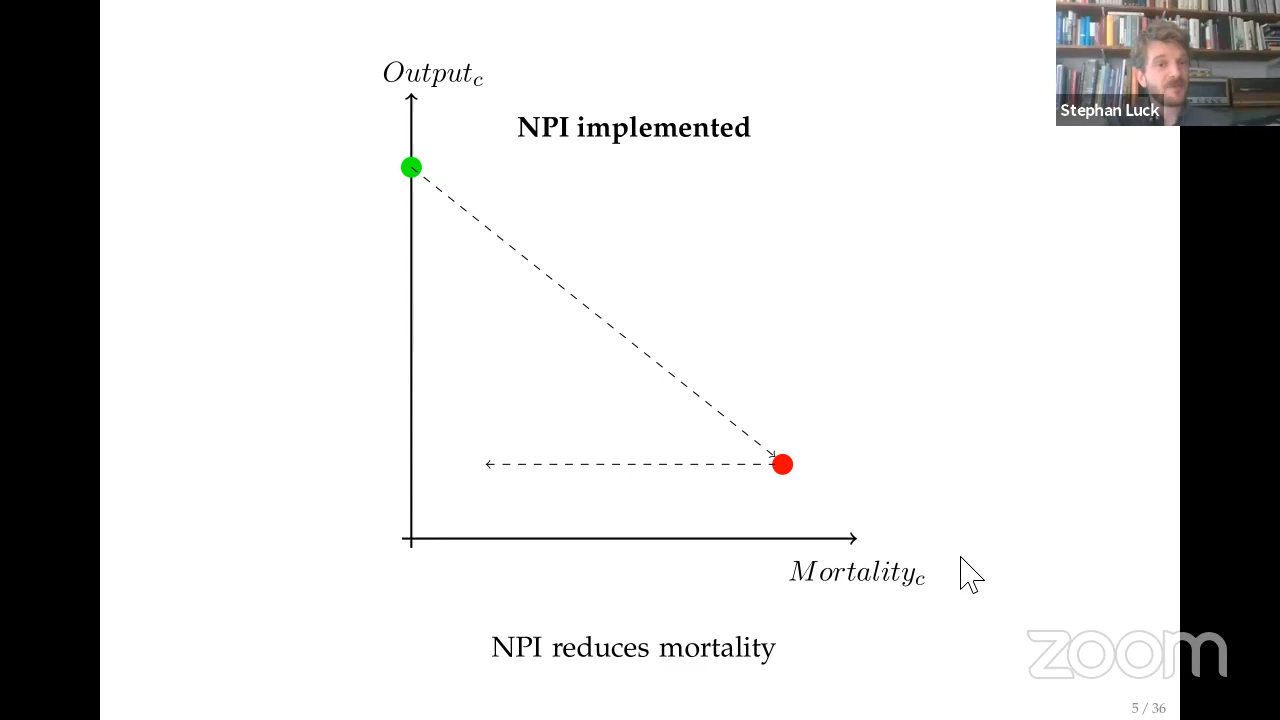 Output_c
Stephan Luck
NPI implemented
Mortality_c
NPI reduces mortality
zoom
5 / 36